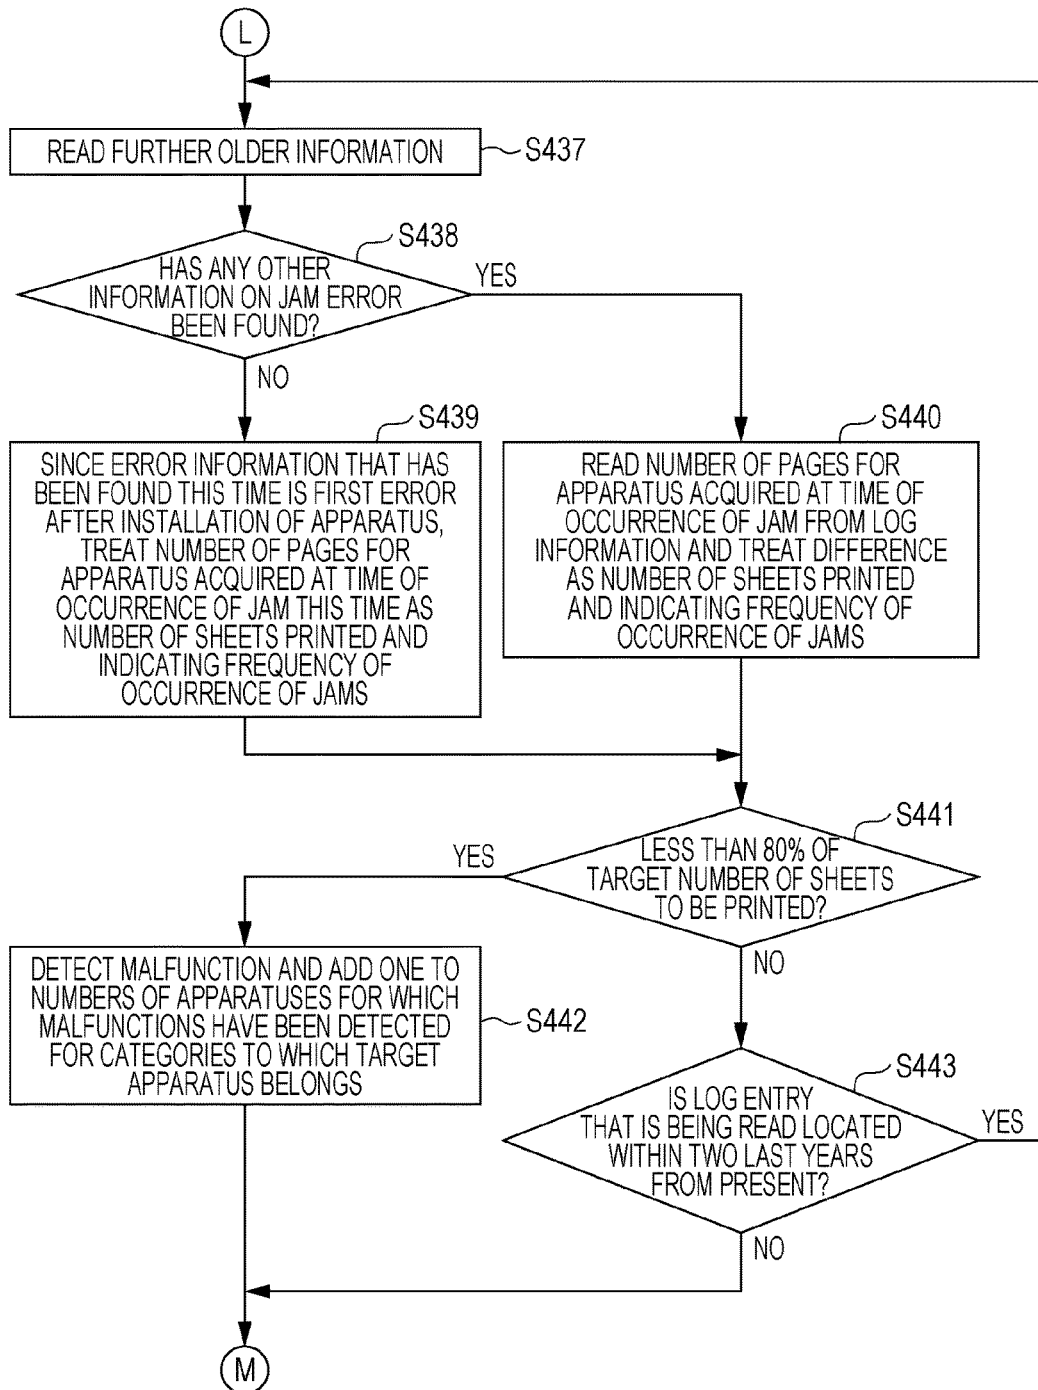 L
READ FURTHER OLDER INFORMATION
S437
S438
HAS ANY OTHER
INFORMATION ON JAM ERROR
BEEN FOUND?
YES
NO
S439
SINCE ERROR INFORMATION THAT HAS
BEEN FOUND THIS TIME IS FIRST ERROR
AFTER INSTALLATION OF APPARATUS,
TREAT NUMBER OF PAGES FOR
APPARATUS ACQUIRED AT TIME OF
OCCURRENCE OF JAM THIS TIME AS
NUMBER OF SHEETS PRINTED AND
INDICATING FREQUENCY OF
OCCURRENCE OF JAMS
S440
READ NUMBER OF PAGES FOR
APPARATUS ACQUIRED AT TIME OF
OCCURRENCE OF JAM FROM LOG
INFORMATION AND TREAT DIFFERENCE
AS NUMBER OF SHEETS PRINTED
AND INDICATING FREQUENCY OF
OCCURRENCE OF JAMS
S441
LESS THAN 80% OF
TARGET NUMBER OF SHEETS
TO BE PRINTED?
YES
NO
DETECT MALFUNCTION AND ADD ONE TO
NUMBERS OF APPARATUSES FOR WHICH
MALFUNCTIONS HAVE BEEN DETECTED
FOR CATEGORIES TO WHICH TARGET
APPARATUS BELONGS
S442
S443
IS LOG ENTRY
THAT IS BEING READ LOCATED
WITHIN TWO LAST YEARS
FROM PRESENT?
YES
NO
M